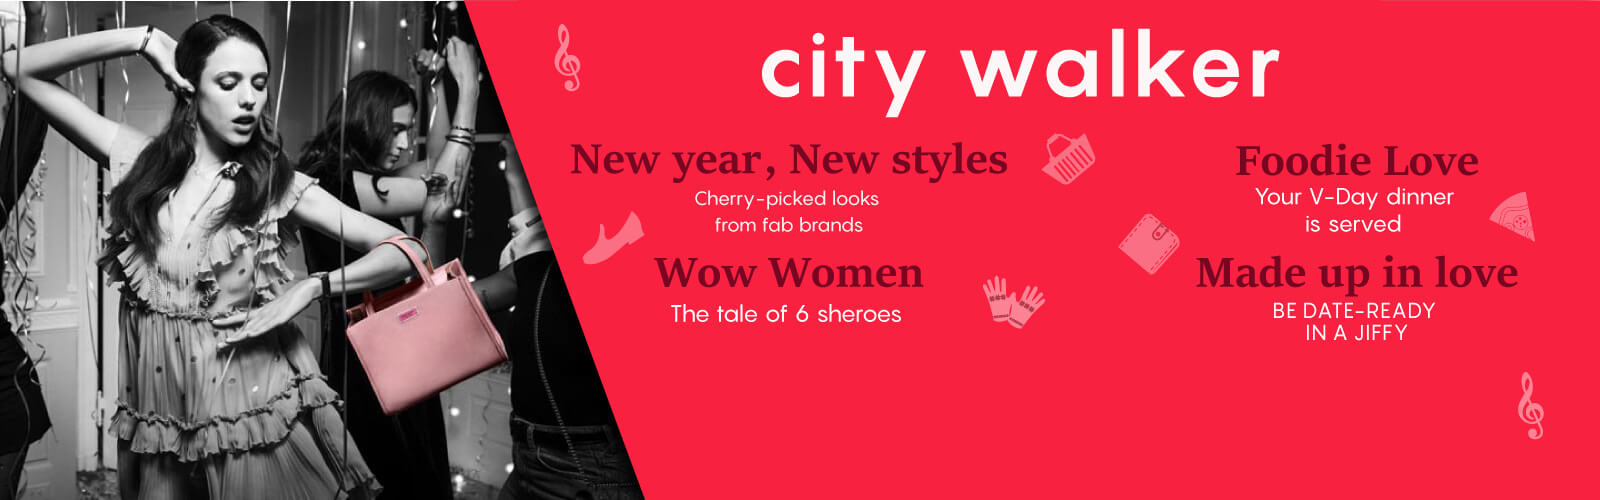 city walker
New year, New styles
Cherry-picked looks
from fab brands
Wow Women
The tale of 6 sheroes
Foodie Love
Your V-Day dinner
is served
Made up in love
BE DATE-READY
IN A JIFFY